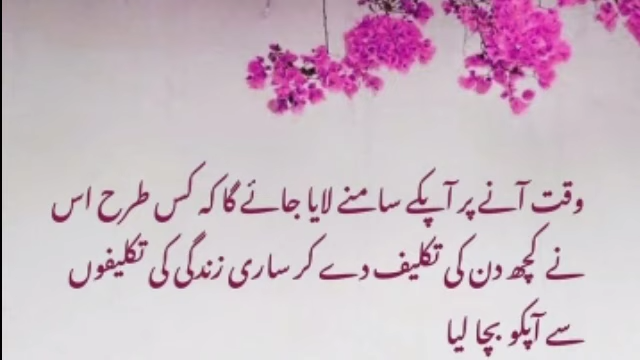 وقت آنے پر آپکے سامنے لایا جائے گا کہ کس طرح اس
نے کچھ دن کی تکلیف دے کر ساری زندگی کی تکلیفوں
سے آپکو بچا لیا